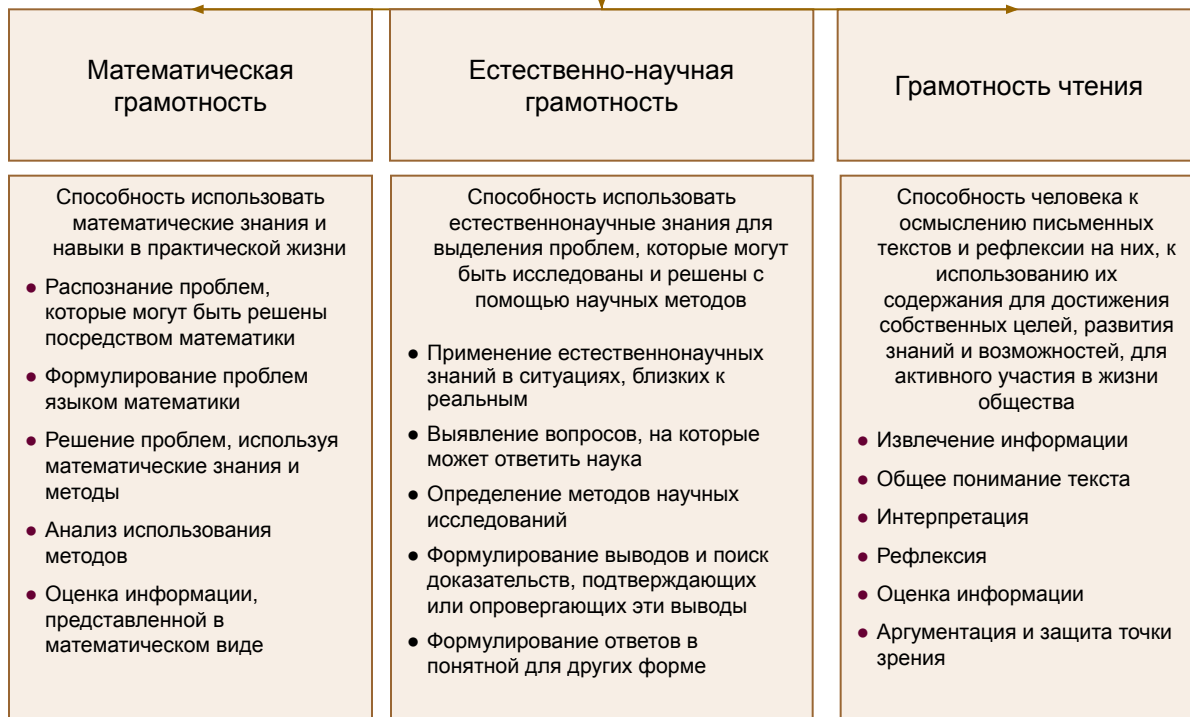 Математическая
грамотность
Естественно-научная
грамотность
Грамотность чтения
Способность использовать
математические знания и
навыки в практической жизни
● Распознание проблем,
которые могут быть решены
посредством математики
● Формулирование проблем
языком математики
● Решение проблем, используя
математические знания и
методы
● Анализ использования
методов
● Оценка информации,
представленной в
математическом виде
Способность использовать
естественнонаучные знания для
выделения проблем, которые могут
быть исследованы и решены с
помощью научных методов
● Применение естественнонаучных
знаний в ситуациях, близких к
реальным
● Выявление вопросов, на которые
может ответить наука
● Определение методов научных
исследований
● Формулирование выводов и поиск
доказательств, подтверждающих
или опровергающих эти выводы
● Формулирование ответов в
понятной для других форме
Способность человека к
осмыслению письменных
текстов и рефлексии на них, к
использованию их
содержания для достижения
собственных целей, развития
знаний и возможностей, для
активного участия в жизни
общества
● Извлечение информации
● Общее понимание текста
● Интерпретация
● Рефлексия
● Оценка информации
● Аргументация и защита точки
зрения